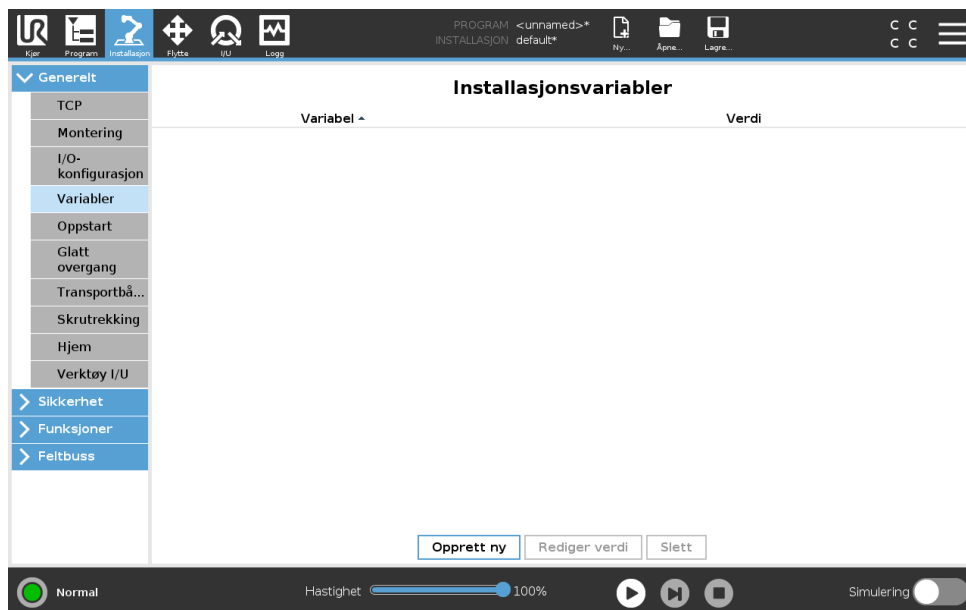 UR
Kjør
Program
Installasjon
Flytte
I/U
Logg
PROGRAM <unnamed>*
INSTALLASJON default*
Ny...
Åpne...
Lagre...
C C
C C
Generelt
TCP
Montering
I/O-
konfigurasjon
Variabler
Oppstart
Glatt
overgang
Transportbå...
Skrutrekking
Hjem
Verktøy I/U
Sikkerhet
Funksjoner
Feltbuss
Installasjonsvariabler
Variabel
Verdi
Opprett ny
Rediger verdi
Slett
Normal
Hastighet
100%
Simulering